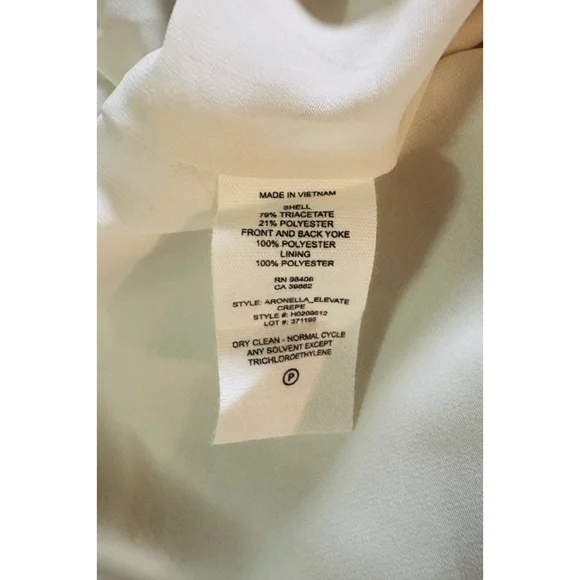 MADE IN VIETNAM
SHELL
79% TRIACETATE
21% POLYESTER
FRONT AND BACK YOKE
100% POLYESTER
LINING
100% POLYESTER
RN 98406
CA 39862
STYLE: ARONELLA_ELEVATE
CREPE
STYLE #: H0209612
LOT #: 371195
DRY CLEAN - NORMAL CYCLE
ANY SOLVENT EXCEPT
TRICHLOROETHYLENE
P